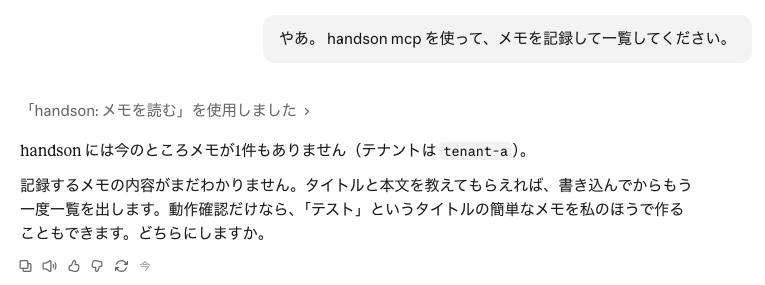 やあ。 handson mcp を使って、メモを記録して一覧してください。
「handson: メモを読む」を使用しました
handson には今のところメモが1件もありません（テナントは tenant-a ）。
記録するメモの内容がまだわかりません。タイトルと本文を教えてもらえれば、書き込んでからもう
一度一覧を出します。動作確認だけなら、「テスト」というタイトルの簡単なメモを私のほうで作る
こともできます。どちらにしますか。